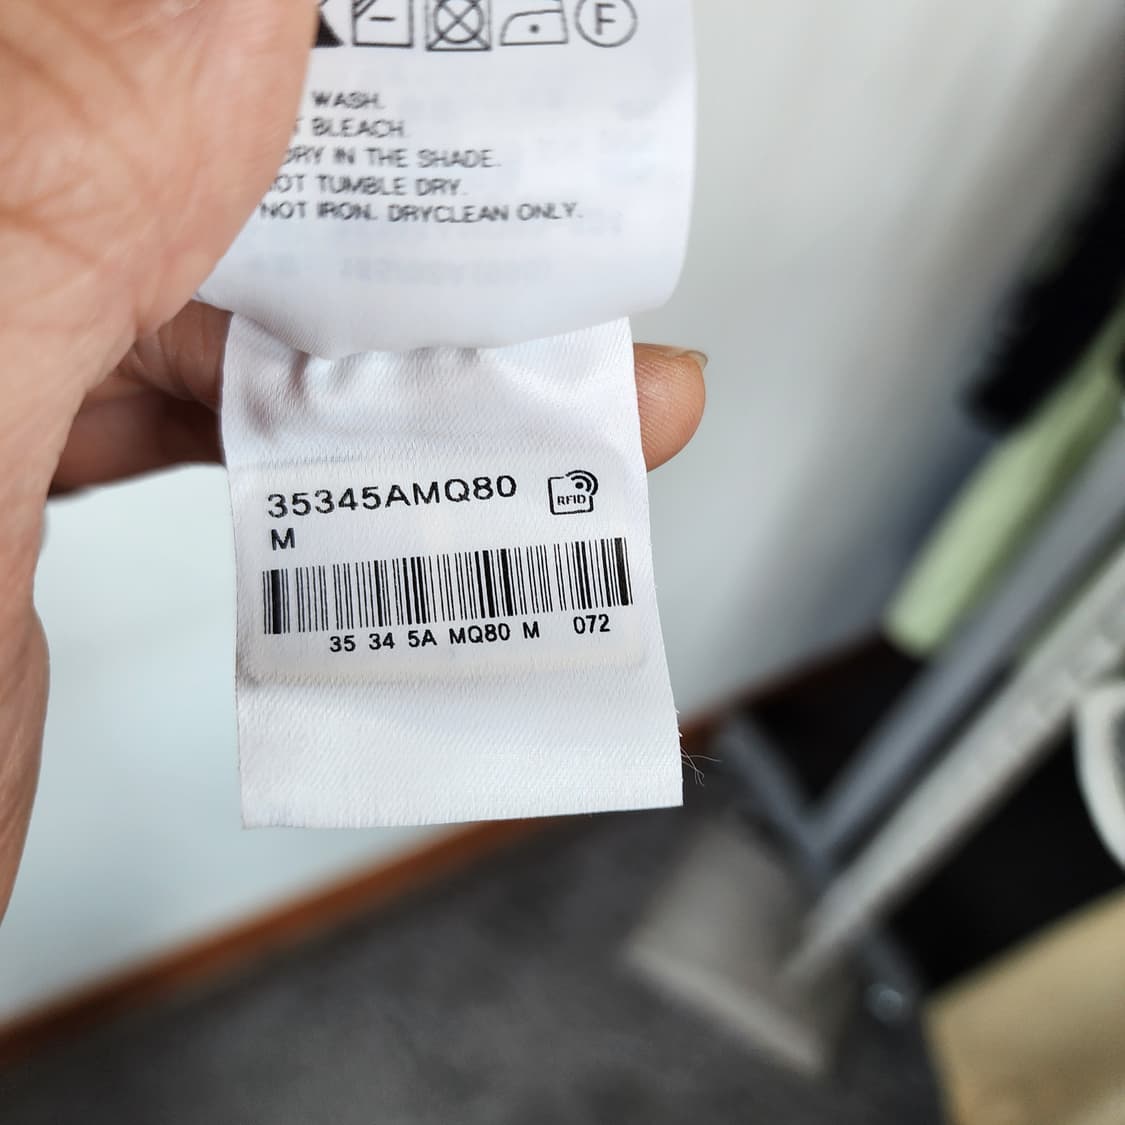 F
WASH.
BLEACH.
DRY IN THE SHADE.
OT TUMBLE DRY.
NOT IRON. DRYCLEAN ONLY.
35345AMQ80
RFID
M
35 34 5A MQ80 M 072